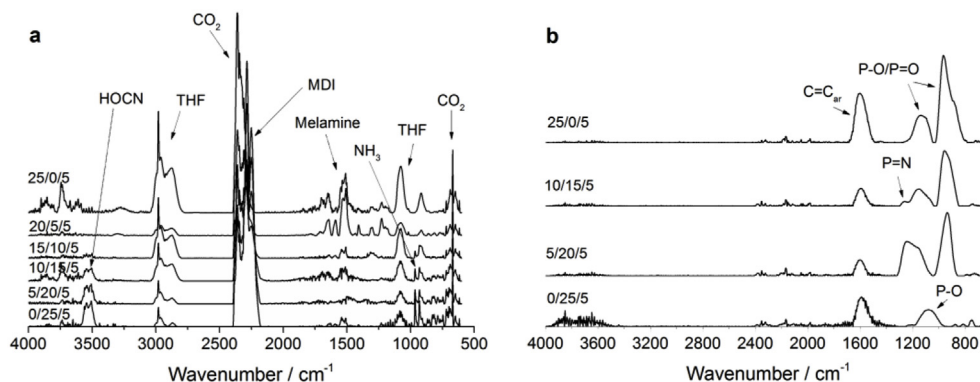 a
CO2
HOCN
THF
MDI
Melamine
NH3
THF
CO2
25/0/5
20/5/5
15/10/5
10/15/5
5/20/5
0/25/5
4000 3500 3000 2500 2000 1500 1000 500
Wavenumber / cm-1
b
P-O/P=O
C=Car
25/0/5
P=N
10/15/5
5/20/5
P-O
0/25/5
4000 3600 3200 2800 2400 2000 1600 1200 800
Wavenumber / cm-1